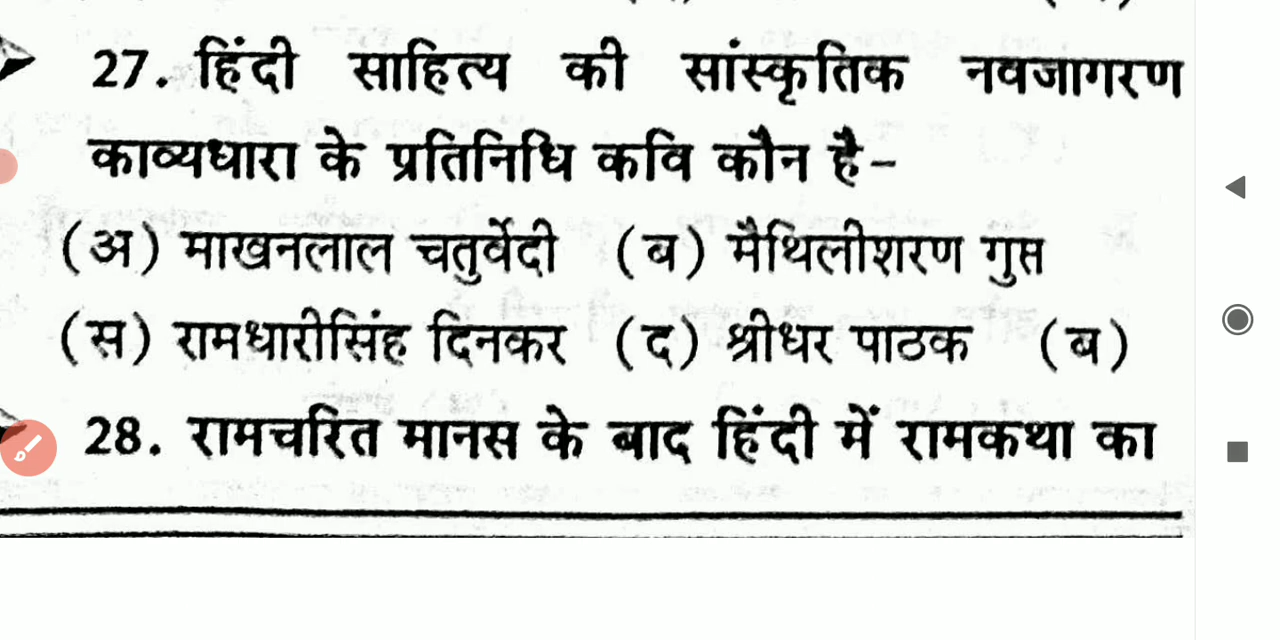 27. हिंदी साहित्य की सांस्कृतिक नवजागरण
काव्यधारा के प्रतिनिधि कवि कौन है-
(अ) माखनलाल चतुर्वेदी (ब) मैथिलीशरण गुप्त
(स) रामधारीसिंह दिनकर (द) श्रीधर पाठक (ब)
28. रामचरित मानस के बाद हिंदी में रामकथा का